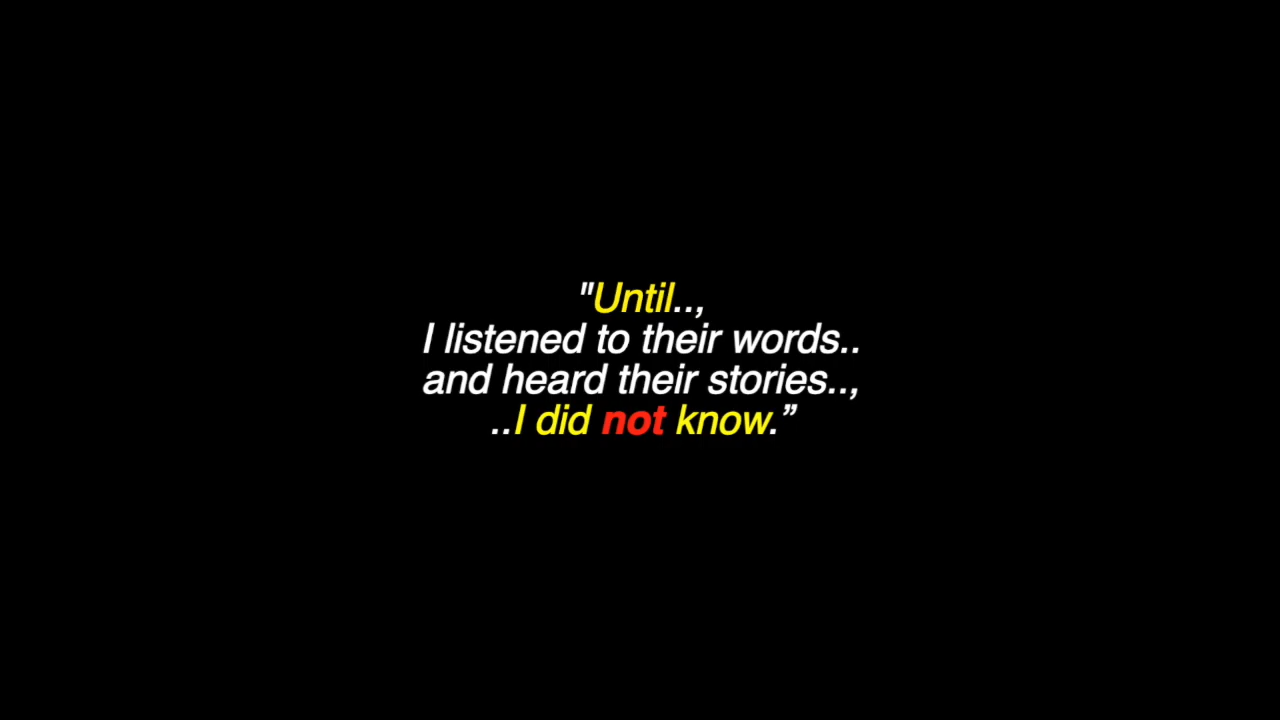 "Until..,
I listened to their words..
and heard their stories..,
..I did not know.”